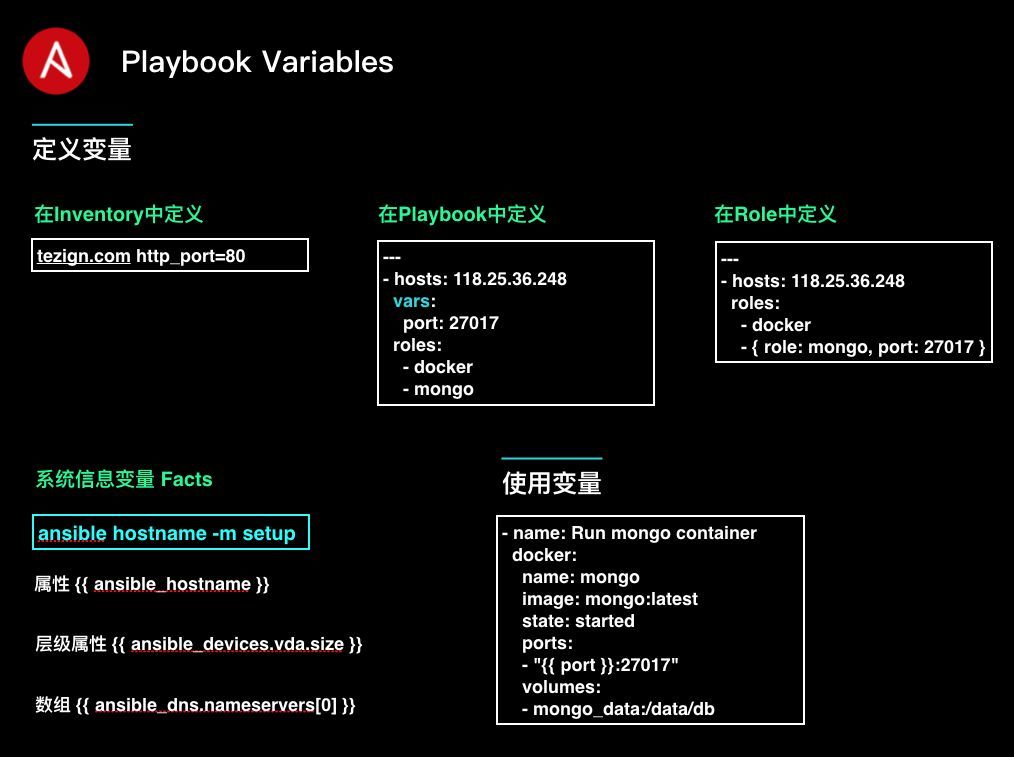 Playbook Variables
定义变量
在Inventory中定义
tezign.com http_port=80
在Playbook中定义
---
- hosts: 118.25.36.248
vars:
port: 27017
roles:
- docker
- mongo
在Role中定义
---
- hosts: 118.25.36.248
roles:
- docker
- { role: mongo, port: 27017 }
系统信息变量 Facts
ansible hostname -m setup
属性 {{ ansible_hostname }}
层级属性 {{ ansible_devices.vda.size }}
数组 {{ ansible_dns.nameservers[0] }}
使用变量
- name: Run mongo container
docker:
name: mongo
image: mongo:latest
state: started
ports:
- "{{ port }}:27017"
volumes:
- mongo_data:/data/db